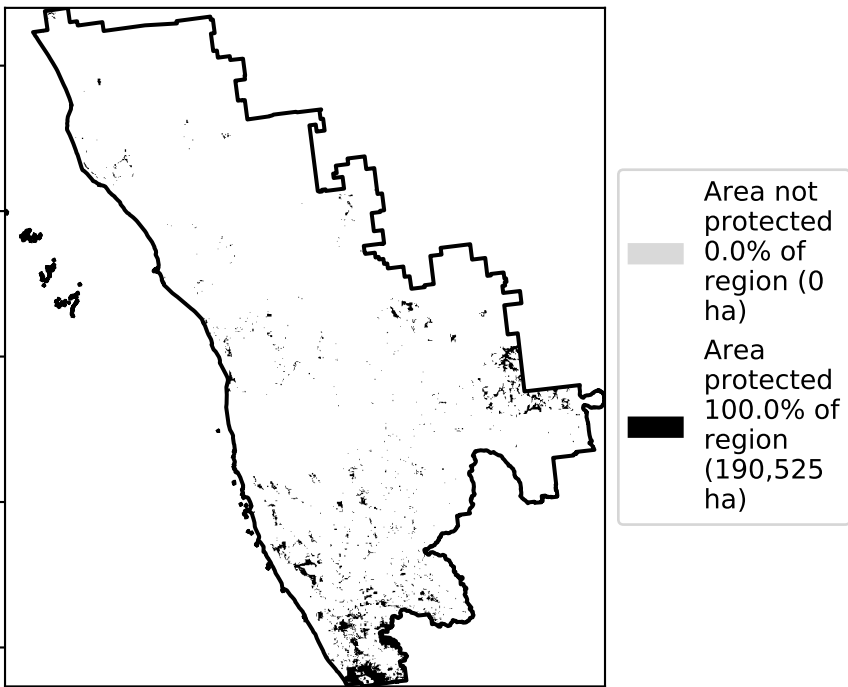 Area not
protected
0.0% of
region (0
ha)
Area
protected
100.0% of
region
(190,525
ha)